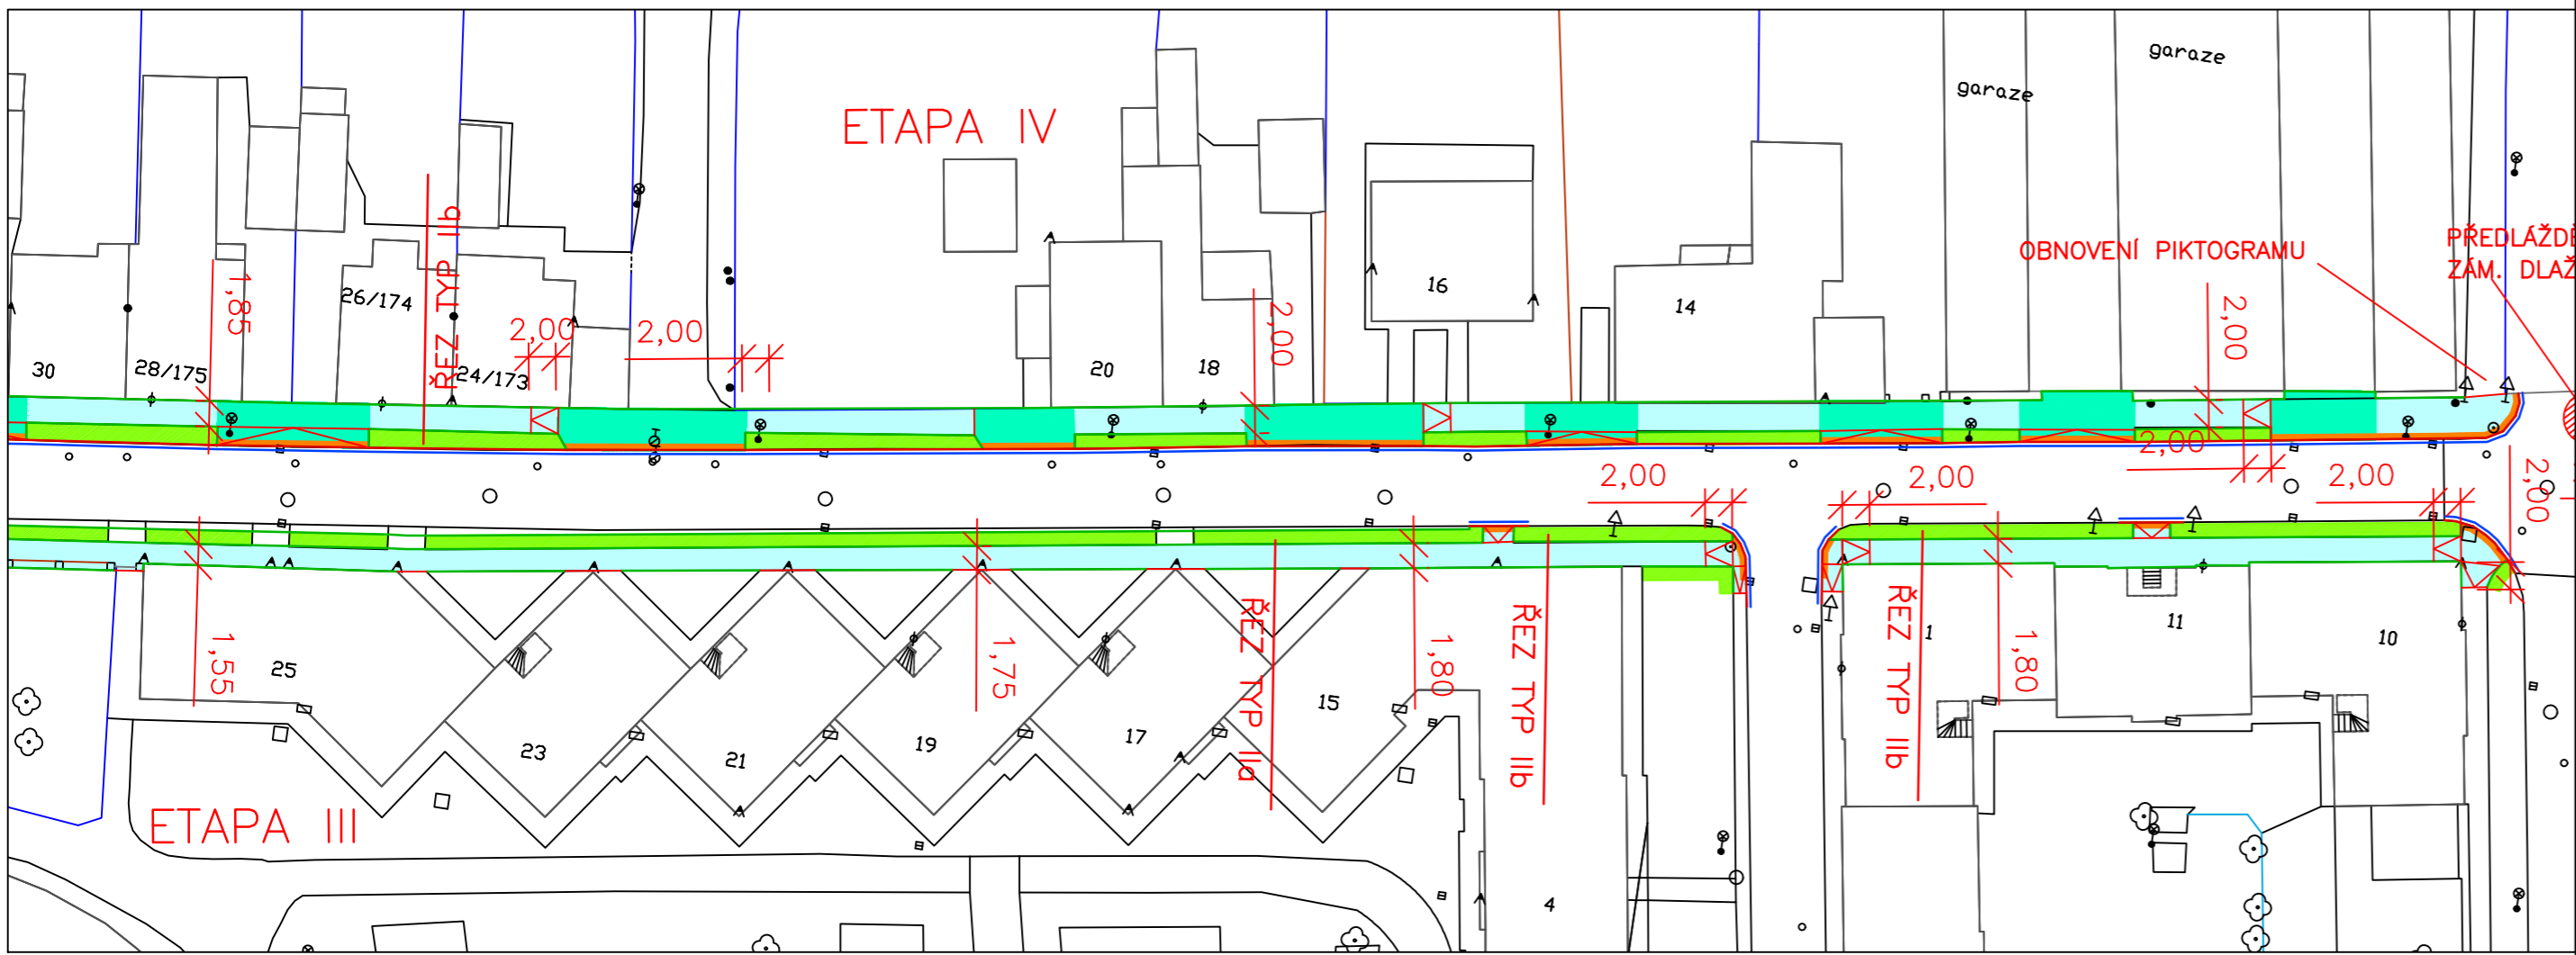 garaze
garaze
ETAPA IV
OBNOVENÍ PIKTOGRAMU
PŘEDLÁŽDĚ
ZÁM. DLAŽ
ŘEZ TYP IIb
1,85
26/174
2,00
2,00
2,00
16
14
2,00
30
28/175
24/173
20
18
2,00
2,00
2,00
2,00
2,00
1,55
25
1,75
ŘEZ TYP IIa
1,80
ŘEZ TYP IIb
ŘEZ TYP IIb
1
1,80
11
10
23
21
19
17
15
ETAPA III
4